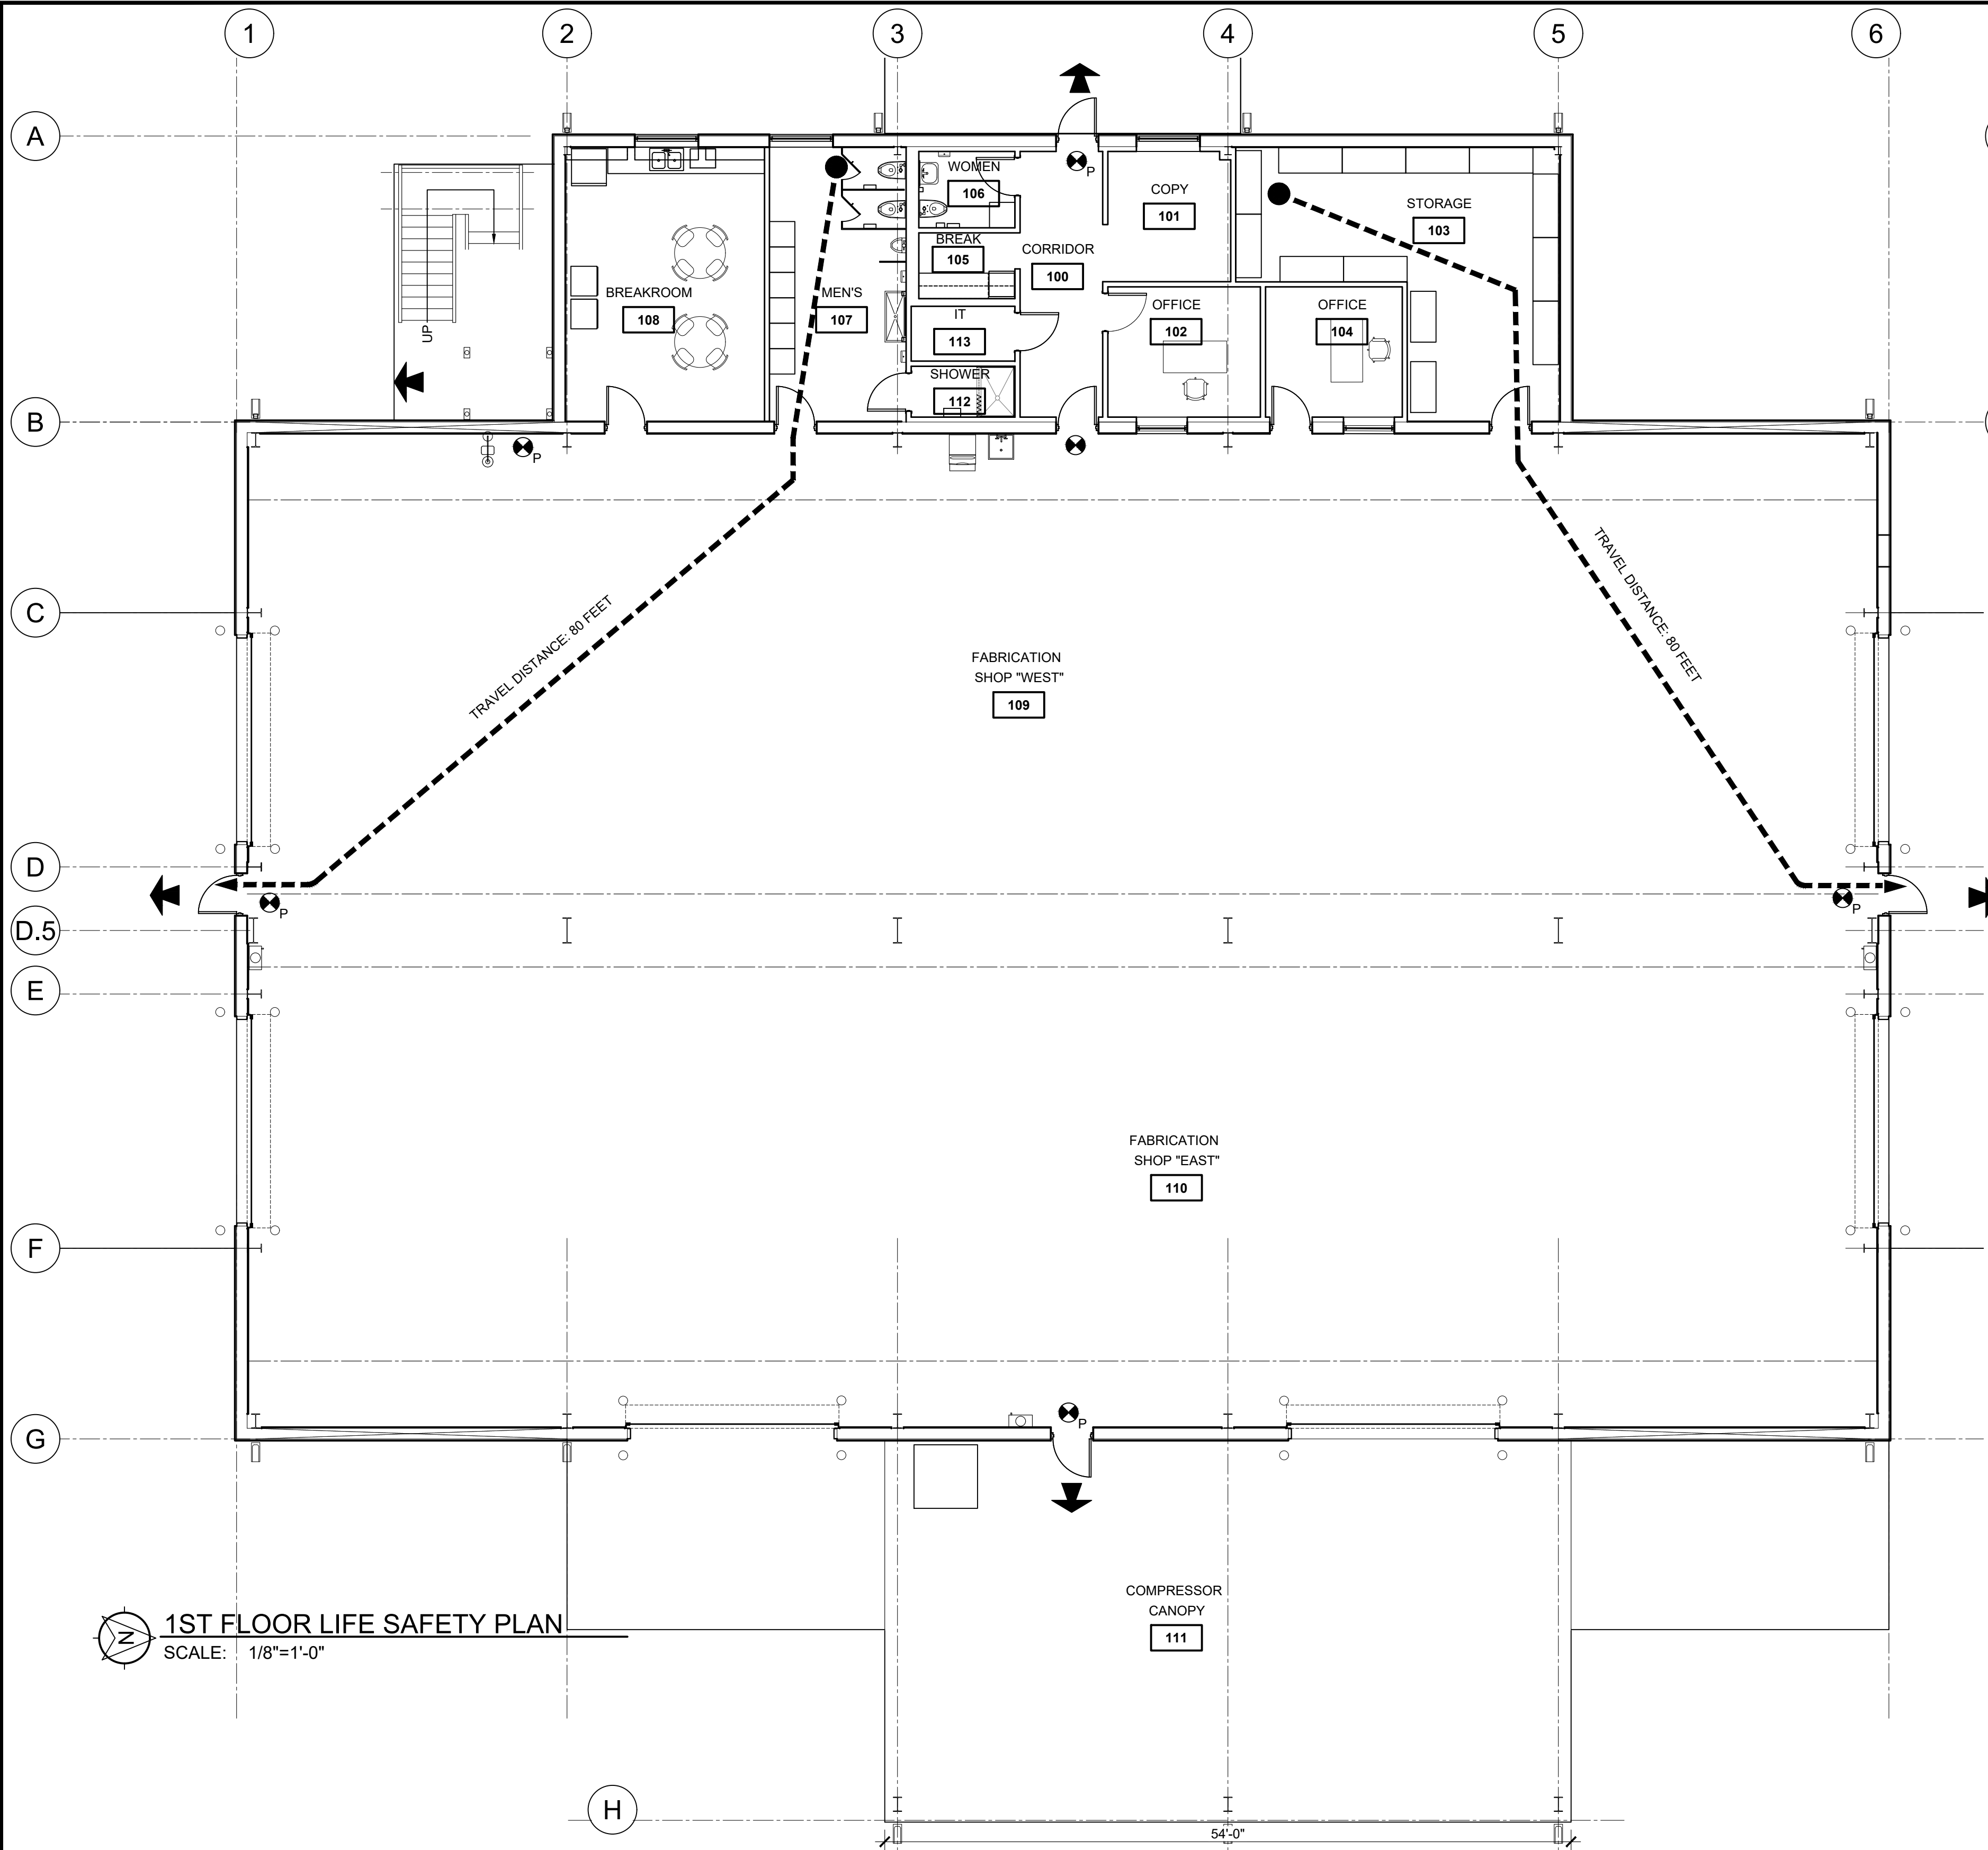 1
2
3
4
5
6
A
WOMEN
106
P
COPY
101
STORAGE
103
BREAK
105
CORRIDOR
100
BREAKROOM
108
MEN'S
107
IT
113
OFFICE
102
OFFICE
104
UP
SHOWER
112
B
P
C
TRAVEL DISTANCE: 80 FEET
TRAVEL DISTANCE: 80 FEET
FABRICATION
SHOP "WEST"
109
D
P
P
D.5
E
FABRICATION
SHOP "EAST"
110
F
P
G
COMPRESSOR
CANOPY
111
N
1ST FLOOR LIFE SAFETY PLAN
SCALE: 1/8"=1'-0"
H
54'-0"